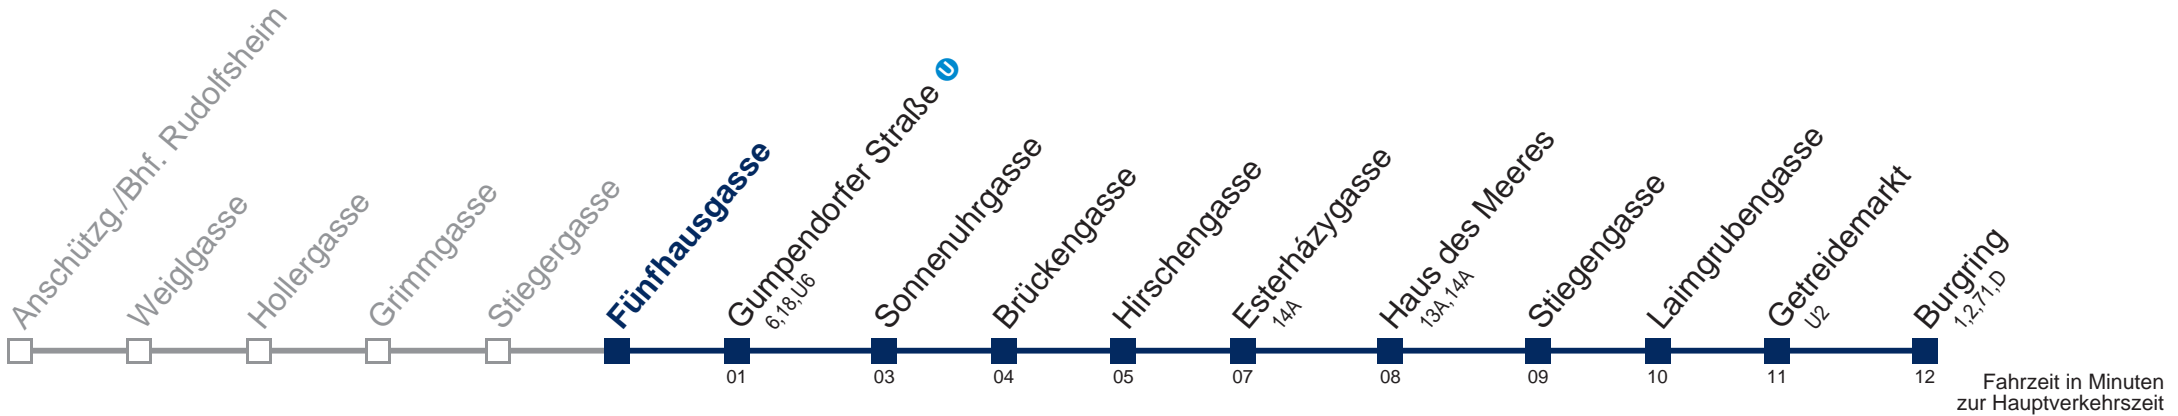 Anschützg./Bhf. Rudolfsheim
Weiglgasse
Hollergasse
Grimmgasse
Stiegergasse
Fünfhausgasse
Gumpendorfer Straße U
6,18,U6
Sonnenuhrgasse
Brückengasse
Hirschengasse
Esterházygasse
14A
Haus des Meeres
13A,14A
Stiegengasse
Laimgrubengasse
Getreidemarkt
U2
Burgring
1,2,71,D
01 03 04 05 07 08 09 10 11 12
Fahrzeit in Minuten
zur Hauptverkehrszeit